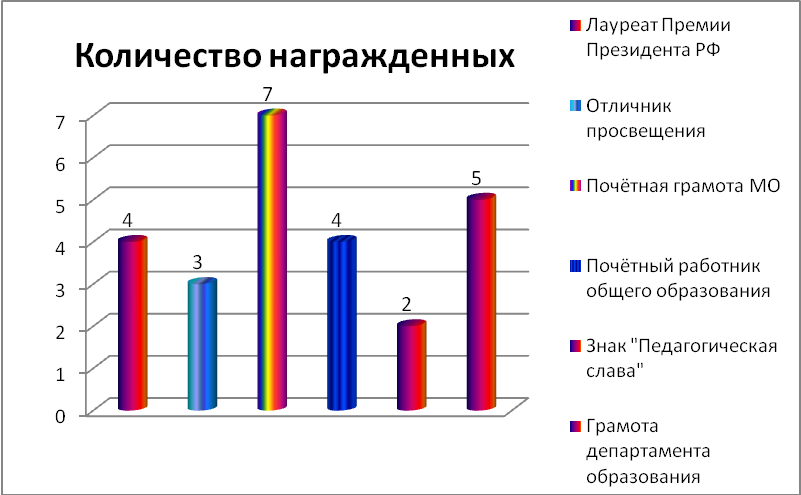 Количество награжденных
7
6
5
4
3
2
1
0
4
3
7
4
2
5
Лауреат Премии
Президента РФ
Отличник
просвещения
Почётная грамота МО
Почётный работник
общего образования
Знак "Педагогическая
слава"
Грамота
департамента
образования